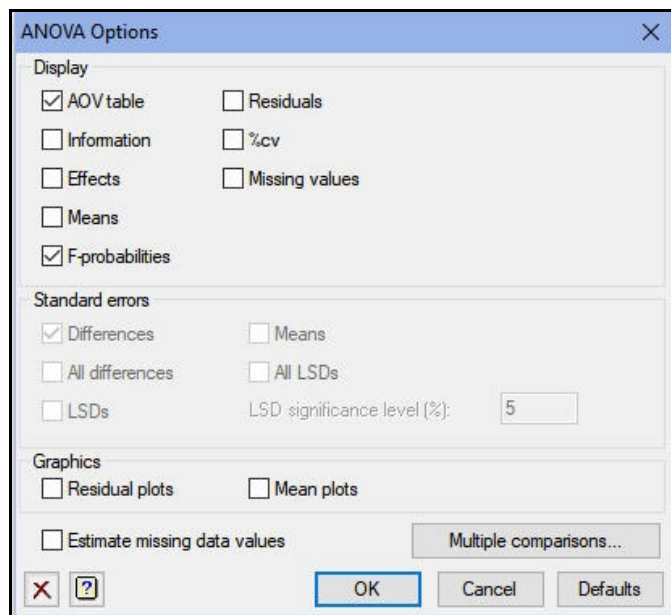 ANOVA Options
Display
AOV table Residuals
Information %cv
Effects Missing values
Means
F-probabilities
Standard errors
Differences Means
All differences All LSDs
LSDs LSD significance level (%): 5
Graphics
Residual plots Mean plots
Estimate missing data values Multiple comparisons...
? OK Cancel Defaults